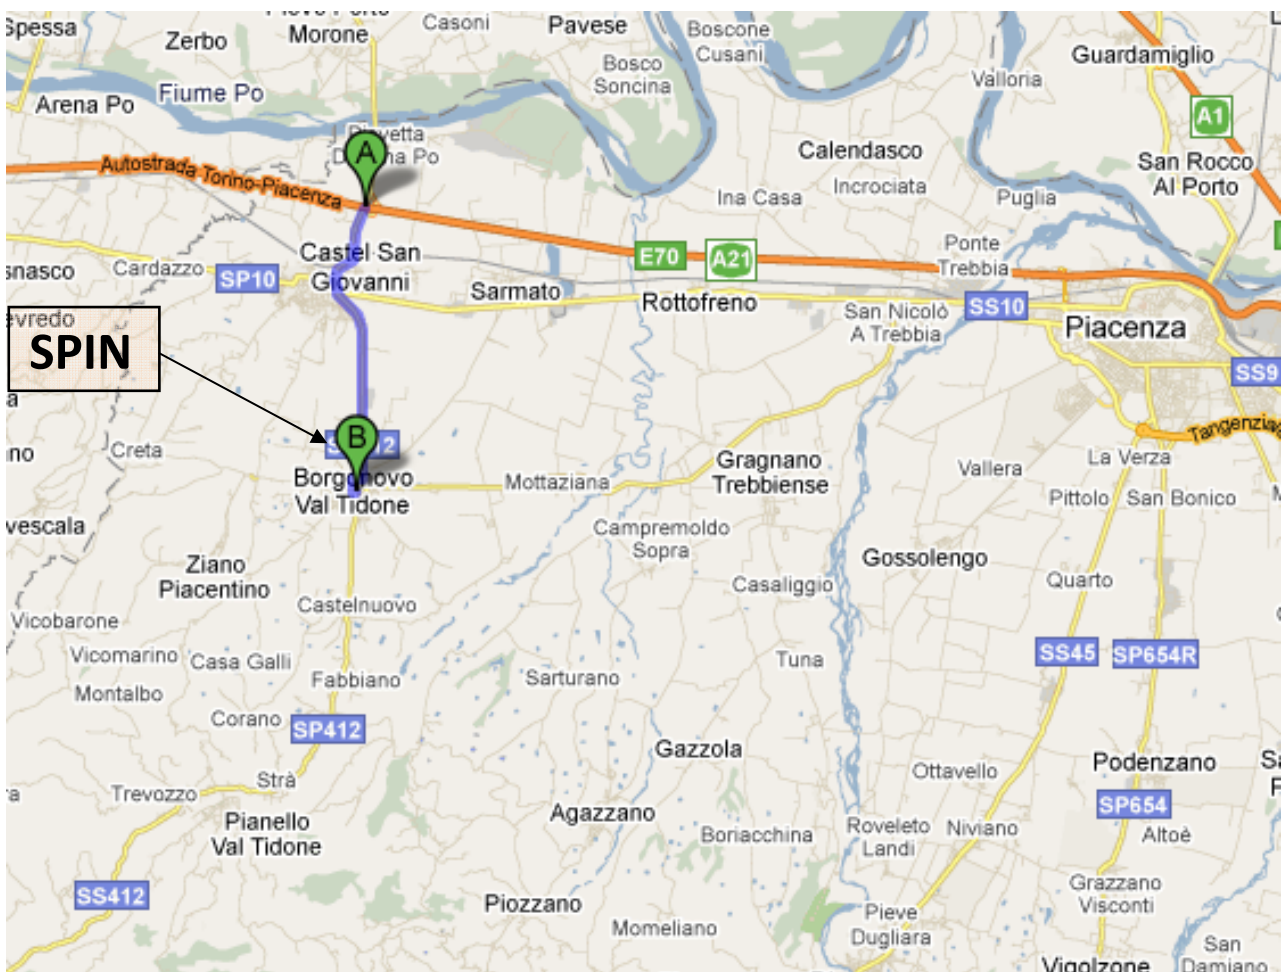 Spessa
Zerbo
Morone
Casoni
Pavese
Boscone
Cusani
Guardamiglio
Bosco
Soncina
Valloria
Arena Po
Fiume Po
A1
A
Calendasco
San Rocco
Al Porto
Autostrada Torino-Piacenza
Ina Casa
Incrociata
Puglia
Castel San
Giovanni
Cardazzo
SP10
E70
A21
Ponte
Trebbia
Sarmato
Rottofreno
San Nicolò
A Trebbia
SS10
Piacenza
SPIN
SS9
B
Creta
Borgonovo
Val Tidone
Mottaziana
Gragnano
Trebbiense
Vallera
La Verza
Pittolo
San Bonico
Campremoldo
Sopra
Ziano
Piacentino
Gossolengo
Casaliggio
Quarto
Castelnuovo
Vicobarone
Vicomarino
Casa Galli
Montalbo
Fabbiano
Sarturano
Tuna
SS45
SP654R
Corano
SP412
Gazzola
Ottavello
Podenzano
Strà
Trevozzo
SP654
Pianello
Val Tidone
Agazzano
Boriacchina
Roveleto
Landi
Niviano
Altoè
SS412
Piozzano
Momeliano
Pieve
Dugliara
Grazzano
Visconti
Vigolzone
San
Damiano